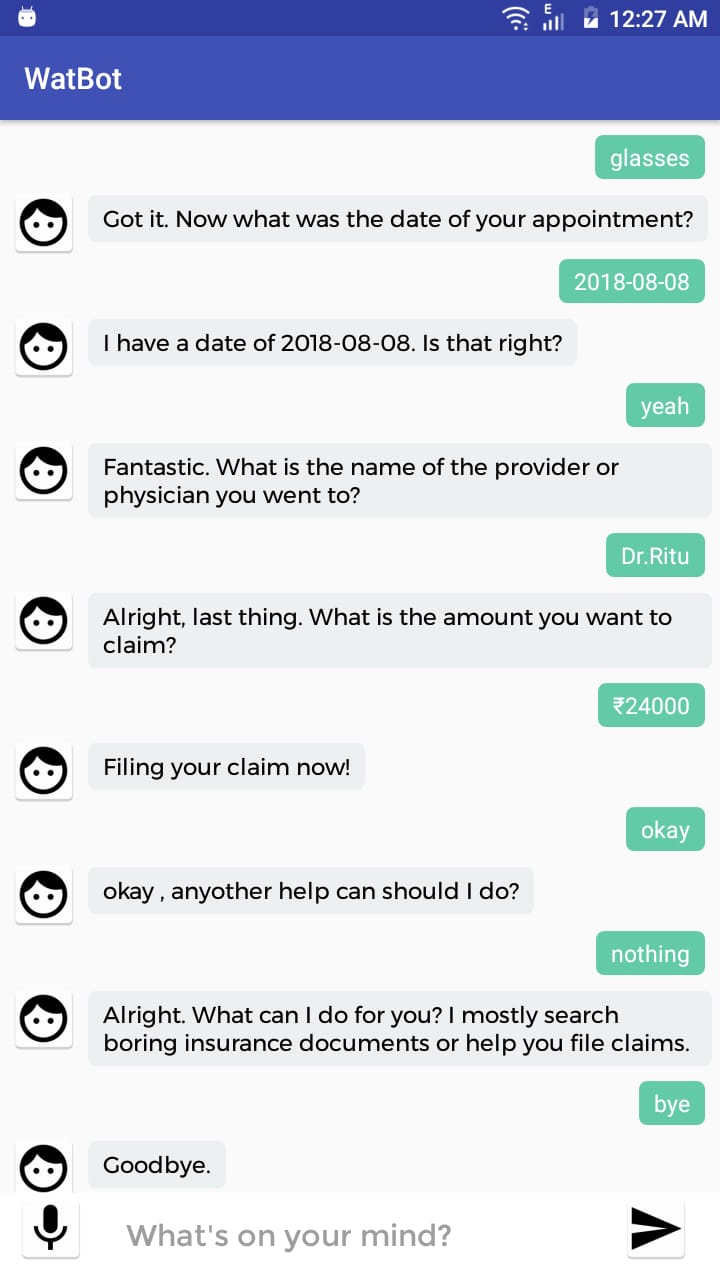 E
12:27 AM
WatBot
glasses
Got it. Now what was the date of your appointment?
2018-08-08
I have a date of 2018-08-08. Is that right?
yeah
Fantastic. What is the name of the provider or
physician you went to?
Dr.Ritu
Alright, last thing. What is the amount you want to
claim?
₹24000
Filing your claim now!
okay
okay , anyother help can should I do?
nothing
Alright. What can I do for you? I mostly search
boring insurance documents or help you file claims.
bye
Goodbye.
What's on your mind?